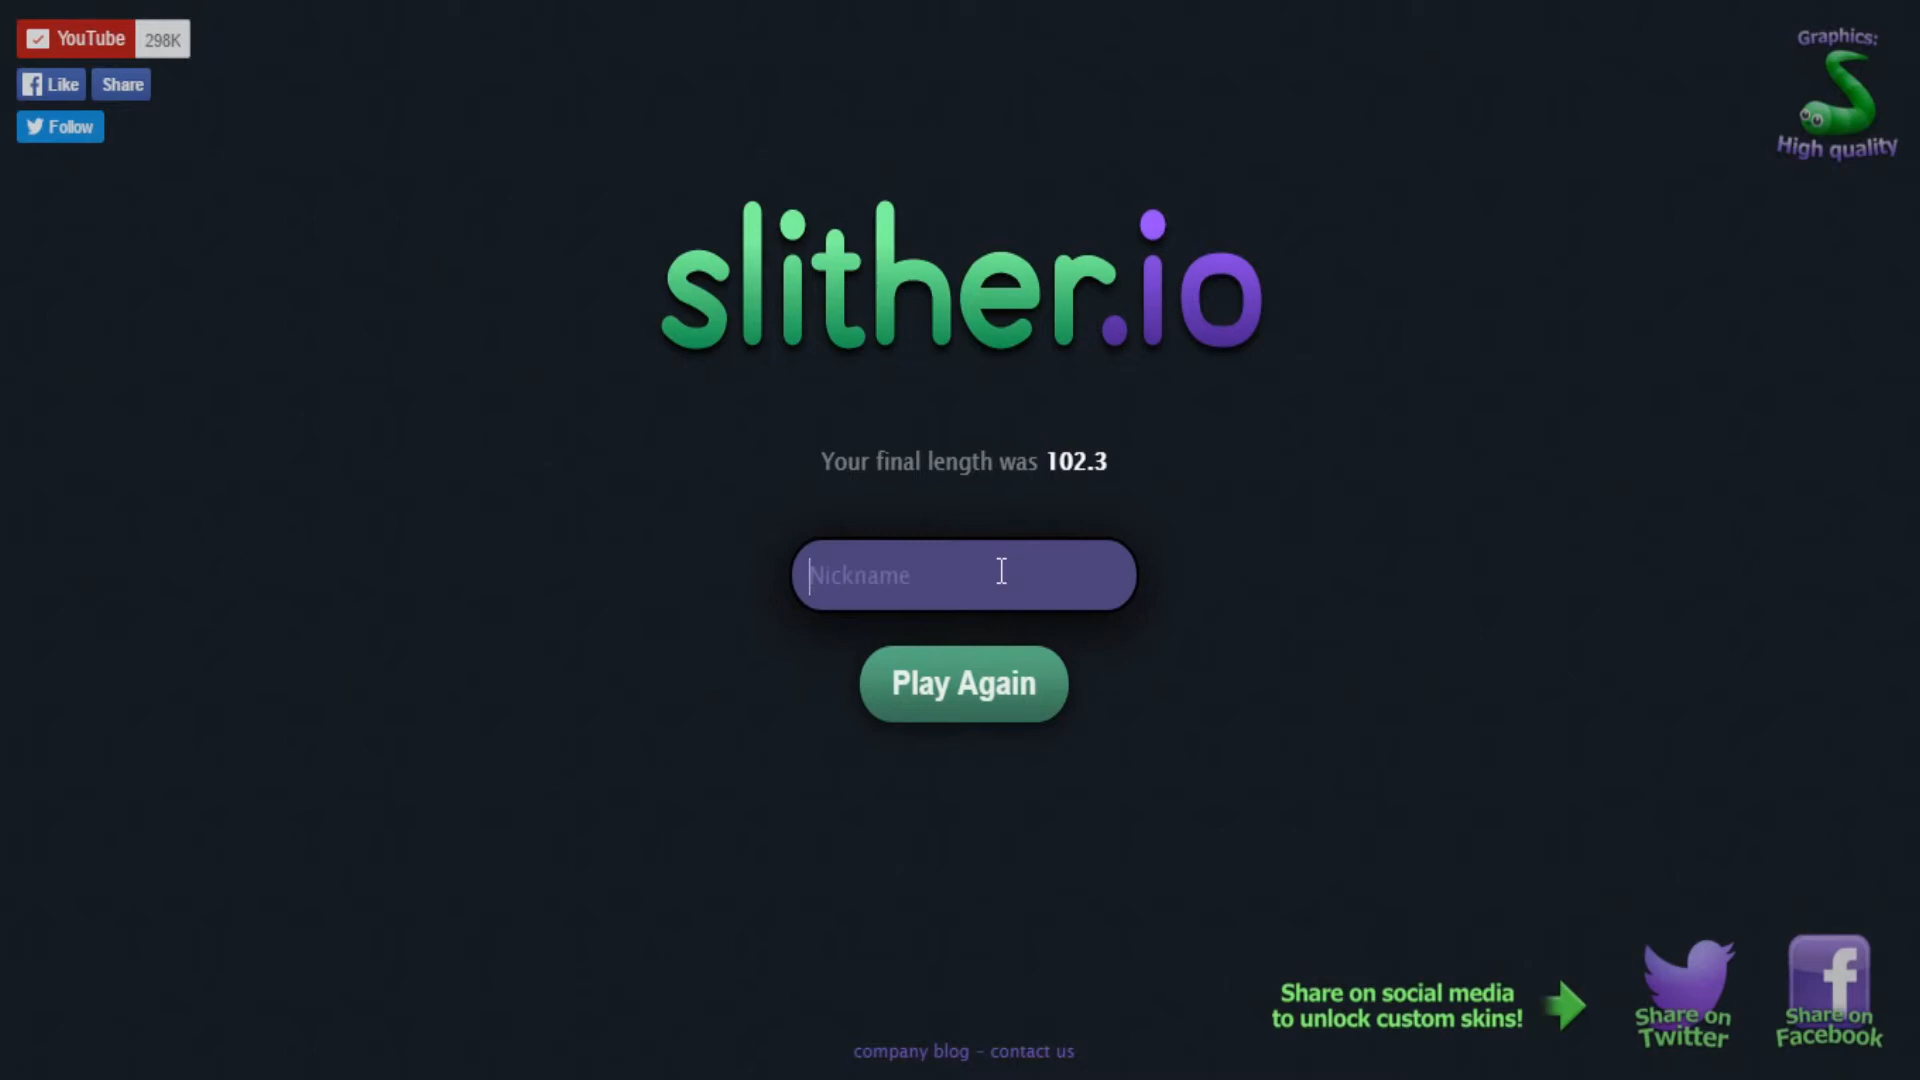 YouTube 298K
Like Share
Follow
Graphics:
High quality
slither.io
Your final length was 102.3
Nickname
Play Again
Share on social media
to unlock custom skins!
Share on
Twitter
Share on
Facebook
company blog - contact us